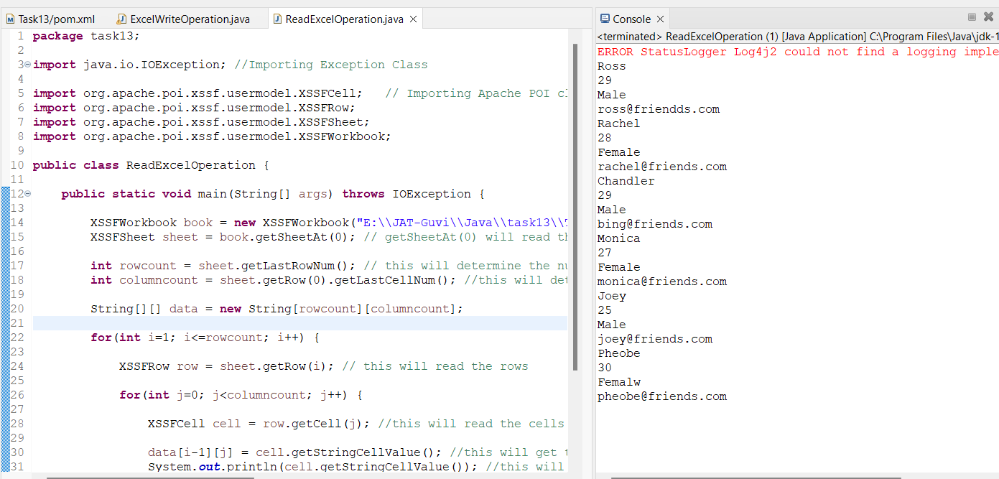 Task13/pom.xml ExcelWriteOperation.java ReadExcelOperation.java
1 package task13;
2
3 import java.io.IOException; //Importing Exception Class
4
5 import org.apache.poi.xssf.usermodel.XSSFCell; // Importing Apache POI
6 import org.apache.poi.xssf.usermodel.XSSFRow;
7 import org.apache.poi.xssf.usermodel.XSSFSheet;
8 import org.apache.poi.xssf.usermodel.XSSFWorkbook;
9
10 public class ReadExcelOperation {
11
12 public static void main(String[] args) throws IOException {
13
14 XSSFWorkbook book = new XSSFWorkbook("E:\\JAT-Guvi\\Java\\task13\\
15 XSSFSheet sheet = book.getSheetAt(0); // getSheetAt(0) will read
16
17 int rowcount = sheet.getLastRowNum(); // this will determine the
18 int columncount = sheet.getRow(0).getLastCellNum(); //this will
19
20 String[][] data = new String[rowcount][columncount];
21
22 for(int i=1; i<=rowcount; i++) {
23
24 XSSFRow row = sheet.getRow(i); // this will read the rows
25
26 for(int j=0; j<columncount; j++) {
27
28 XSSFCell cell = row.getCell(j); //this will read the cells
29
30 data[i-1][j] = cell.getStringCellValue(); //this will get
31 System.out.println(cell.getStringCellValue()); //this will
Console
<terminated> ReadExcelOperation (1) [Java Application] C:\Program Files\Java\jdk-1
ERROR StatusLogger Log4j2 could not find a logging imple
Ross
29
Male
ross@friendds.com
Rachel
28
Female
rachel@friends.com
Chandler
29
Male
bing@friends.com
Monica
27
Female
monica@friends.com
Joey
25
Male
joey@friends.com
Pheobe
30
Femalw
pheobe@friends.com